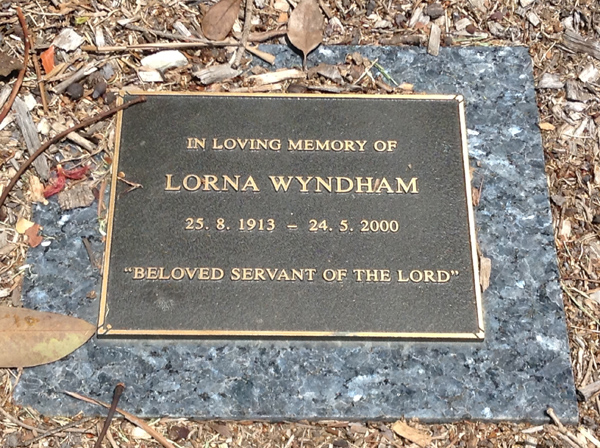 IN LOVING MEMORY OF
LORNA WYNDHAM
25. 8. 1913 – 24. 5. 2000
"BELOVED SERVANT OF THE LORD"